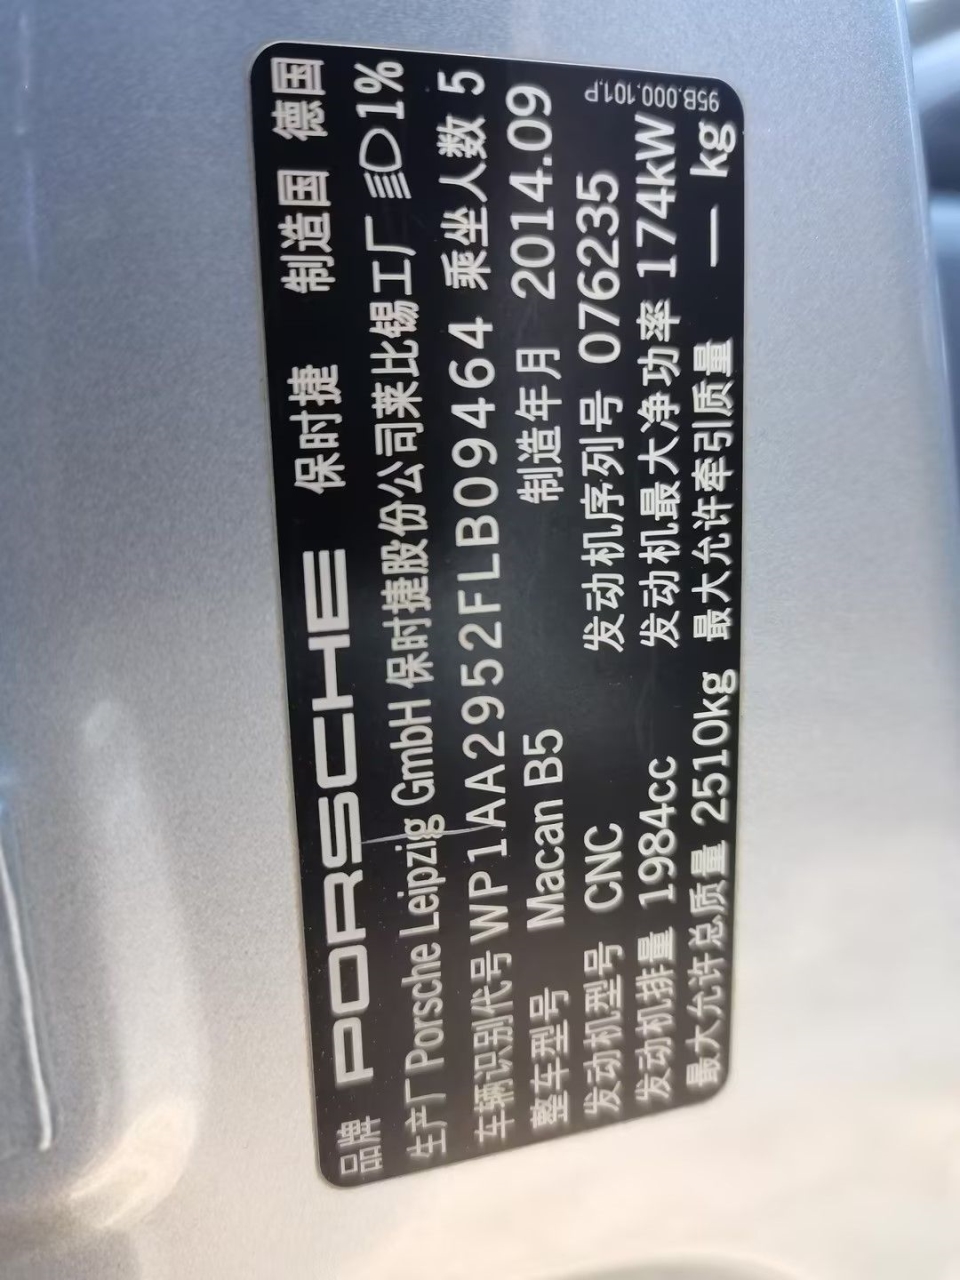 品牌 PORSCHE 保时捷 制造国 德国
生产厂 Porsche Leipzig GmbH 保时捷股份公司莱比锡工厂 1%
车辆识别代号 WP1AA2952FLB09464 乘坐人数 5
整车型号 Macan B5 制造年月 2014.09
发动机型号 CNC 发动机序列号 076235
发动机排量 1984cc 发动机最大净功率 174kW
最大允许总质量 2510kg 最大允许牵引质量 — kg
95B.000.101.P